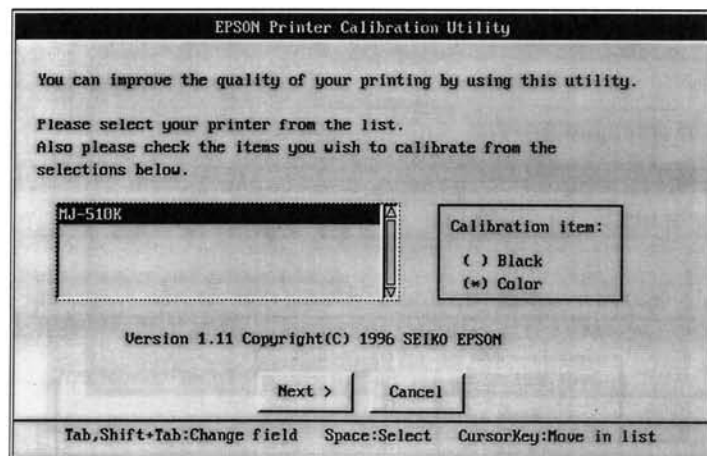 EPSON Printer Calibration Utility
You can improve the quality of your printing by using this utility.
Please select your printer from the list.
Also please check the items you wish to calibrate from the
selections below.
MJ-510K
Calibration item:
( ) Black
(*) Color
Version 1.11 Copyright(C) 1996 SEIKO EPSON
Next >
Cancel
Tab,Shift+Tab:Change field Space:Select CursorKey:Move in list